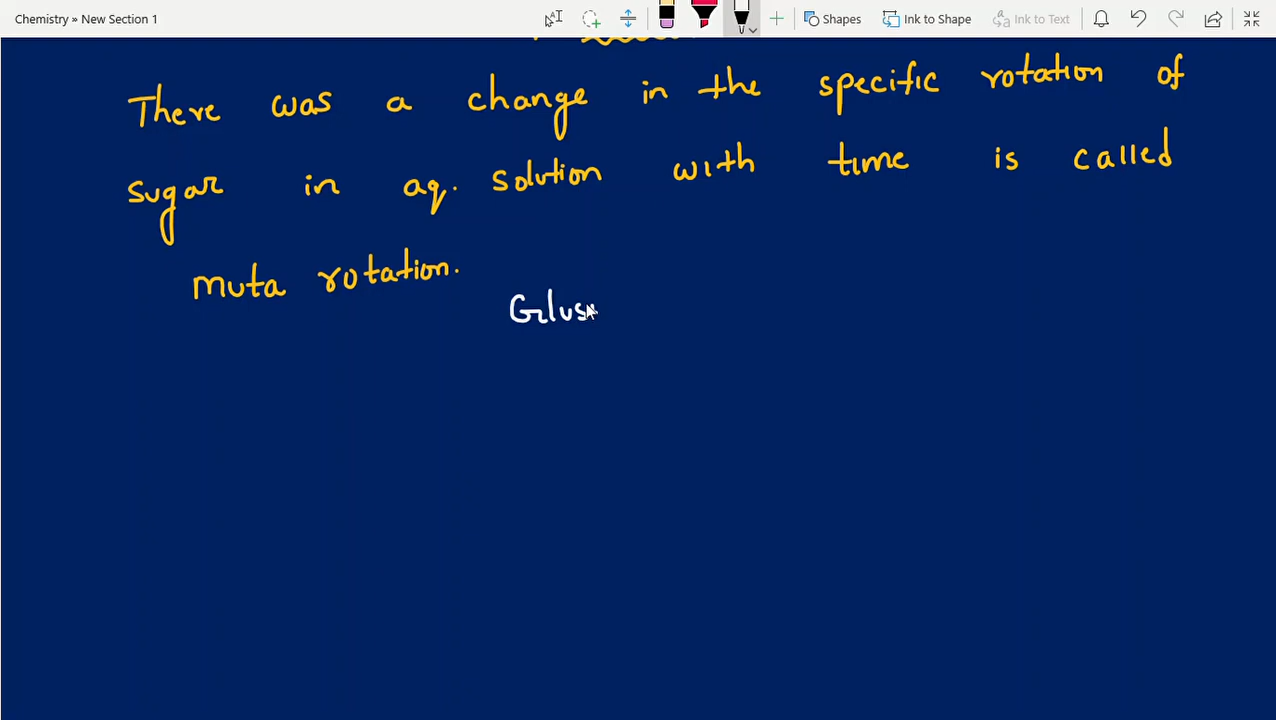 Chemistry » New Section 1
Shapes
Ink to Shape
Ink to Text
There was a change in the specific rotation of
sugar in aq. solution with time is called
muta rotation.
Glus